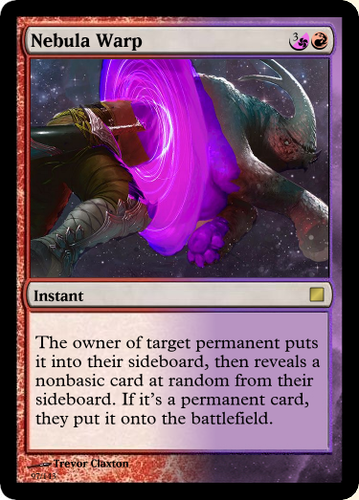 Nebula Warp
3
Instant
The owner of target permanent puts
it into their sideboard, then reveals a
nonbasic card at random from their
sideboard. If it's a permanent card,
they put it onto the battlefield.
Trevor Claxton